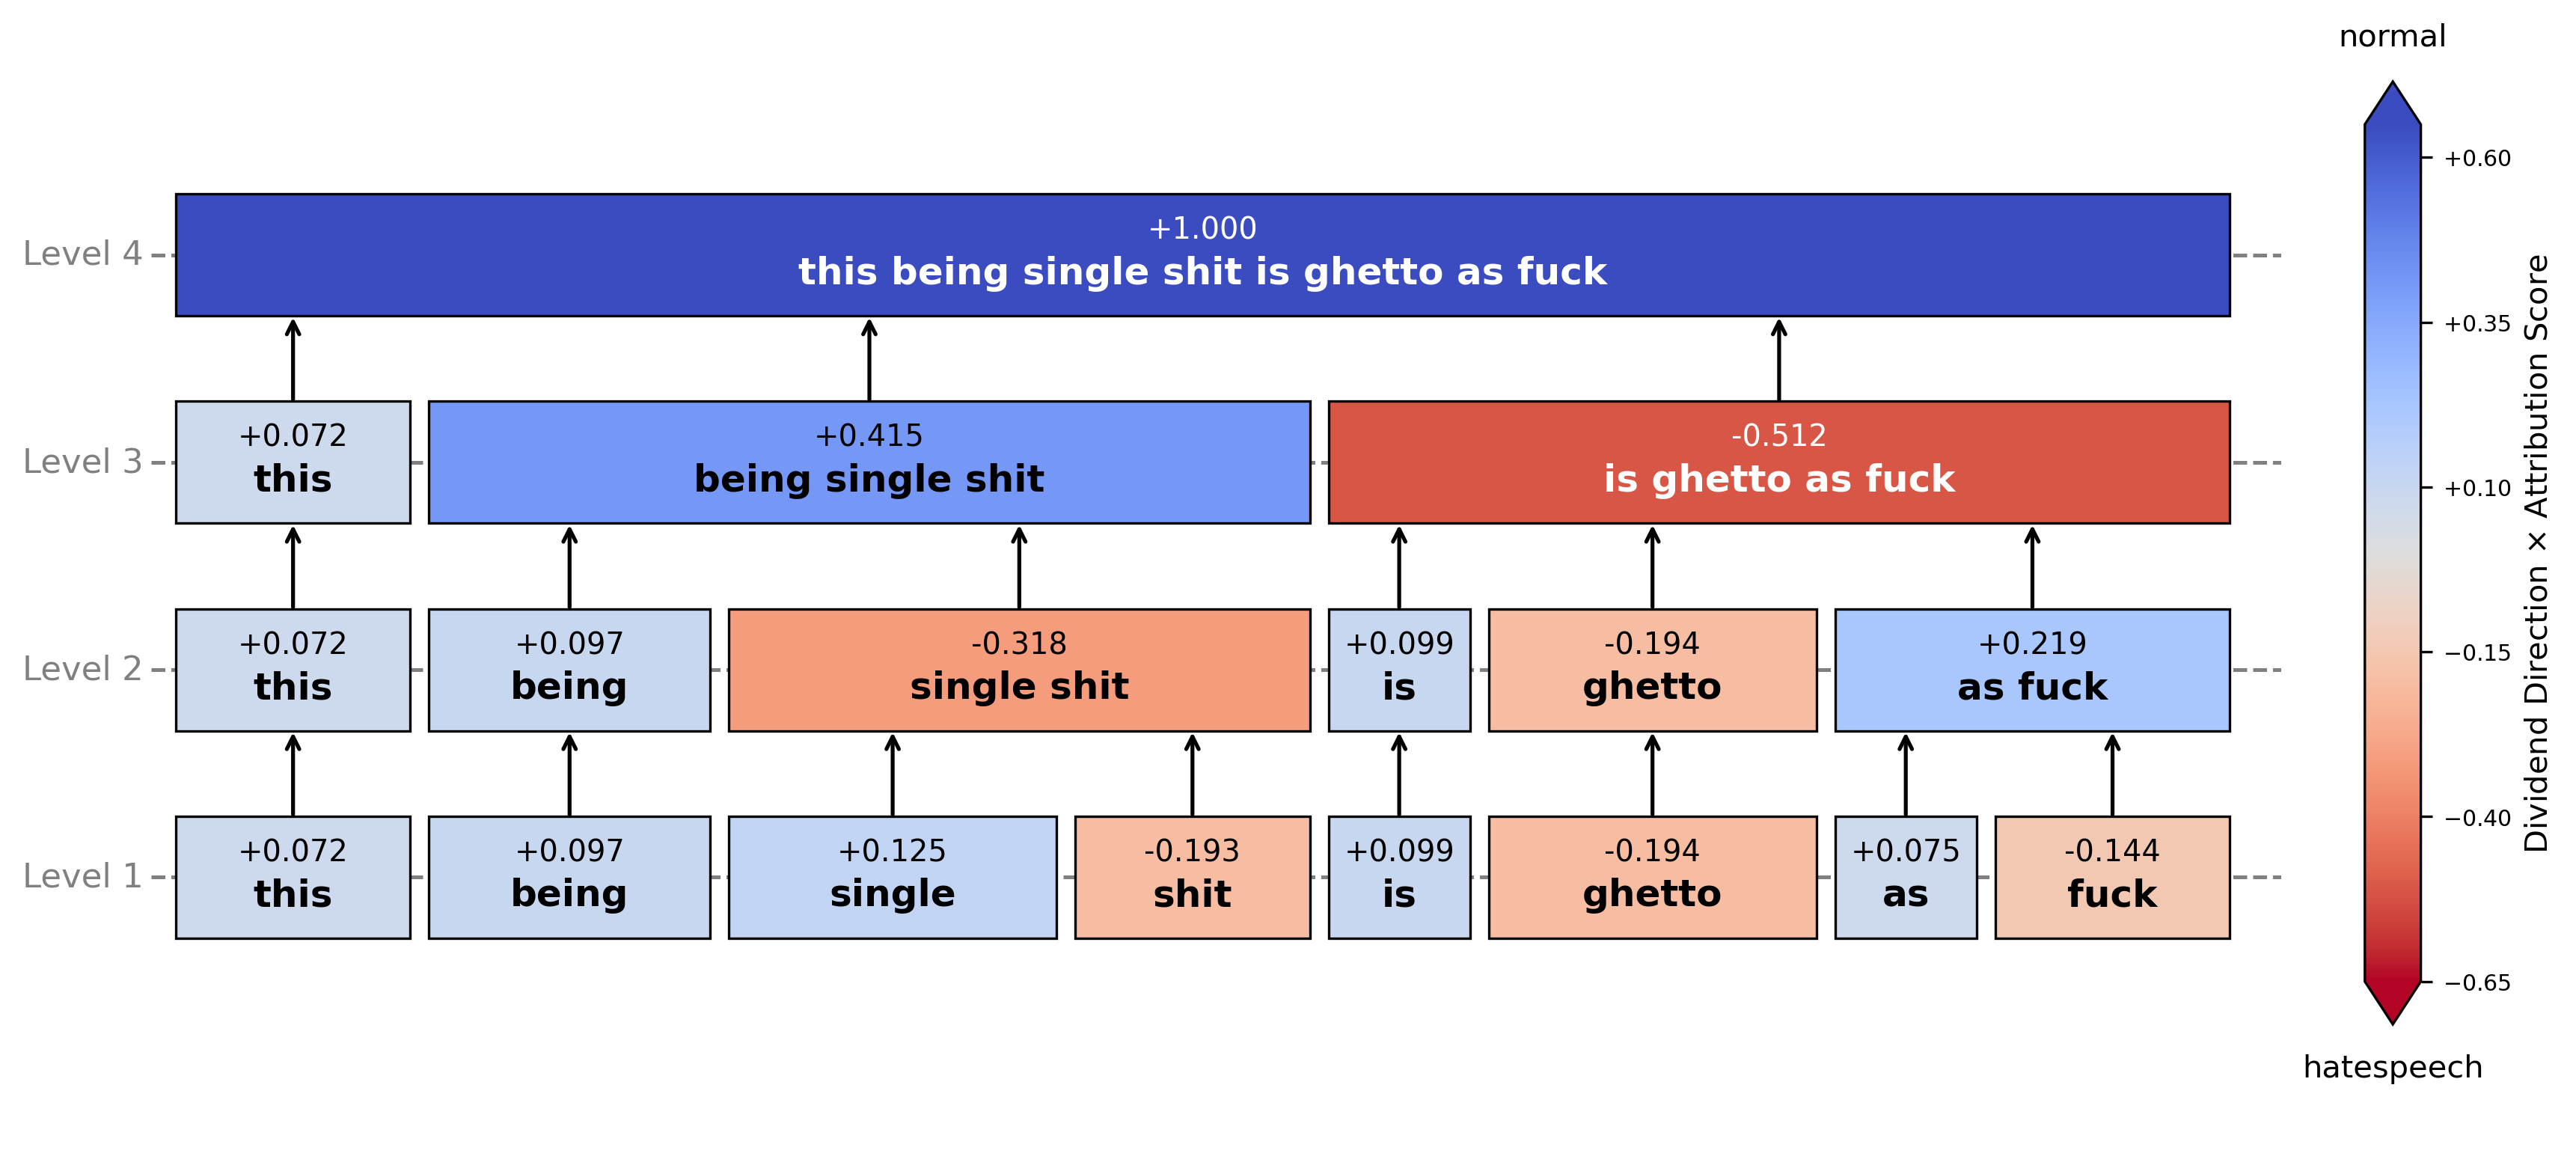 normal
Level 4
+1.000
this being single shit is ghetto as fuck
Level 3
+0.072
this
+0.415
being single shit
-0.512
is ghetto as fuck
Level 2
+0.072
this
+0.097
being
-0.318
single shit
+0.099
is
-0.194
ghetto
+0.219
as fuck
Level 1
+0.072
this
+0.097
being
+0.125
single
-0.193
shit
+0.099
is
-0.194
ghetto
+0.075
as
-0.144
fuck
+0.60
+0.35
+0.10
−0.15
−0.40
−0.65
Dividend Direction × Attribution Score
hatespeech